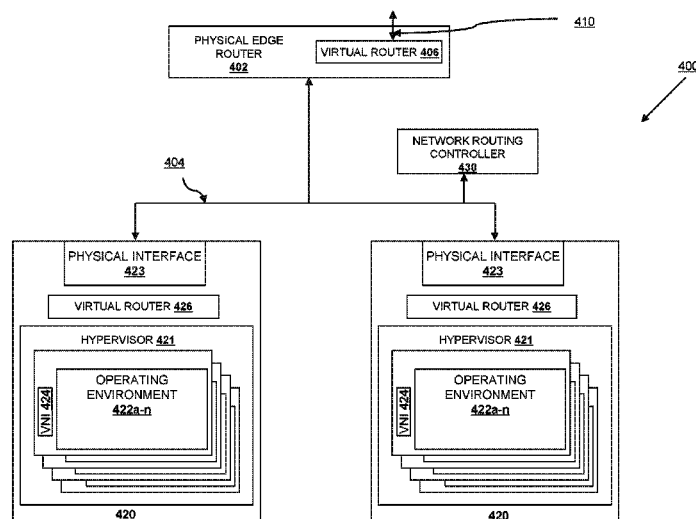 410
PHYSICAL EDGE
ROUTER
402
VIRTUAL ROUTER 406
400
NETWORK ROUTING
CONTROLLER
430
404
PHYSICAL INTERFACE
423
VIRTUAL ROUTER 426
HYPERVISOR 421
VNI 424
OPERATING
ENVIRONMENT
422a-n
420
PHYSICAL INTERFACE
423
VIRTUAL ROUTER 426
HYPERVISOR 421
VNI 424
OPERATING
ENVIRONMENT
422a-n
420